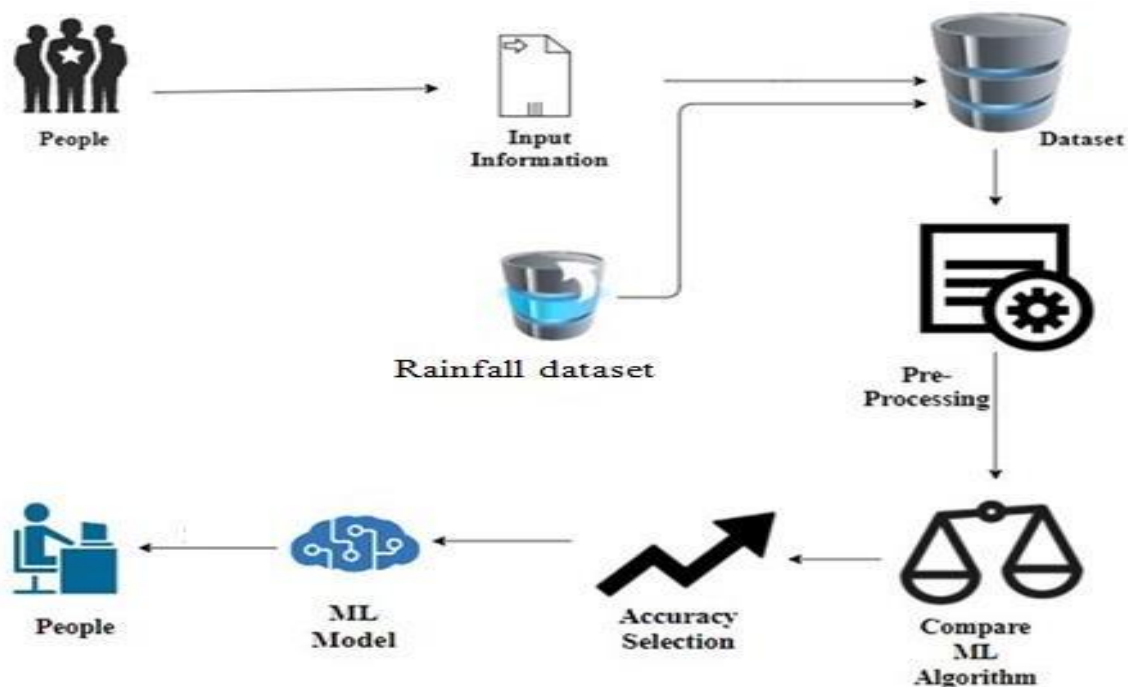 People
Input
Information
Dataset
Rainfall dataset
Pre-
Processing
People
ML
Model
Accuracy
Selection
Compare
ML
Algorithm